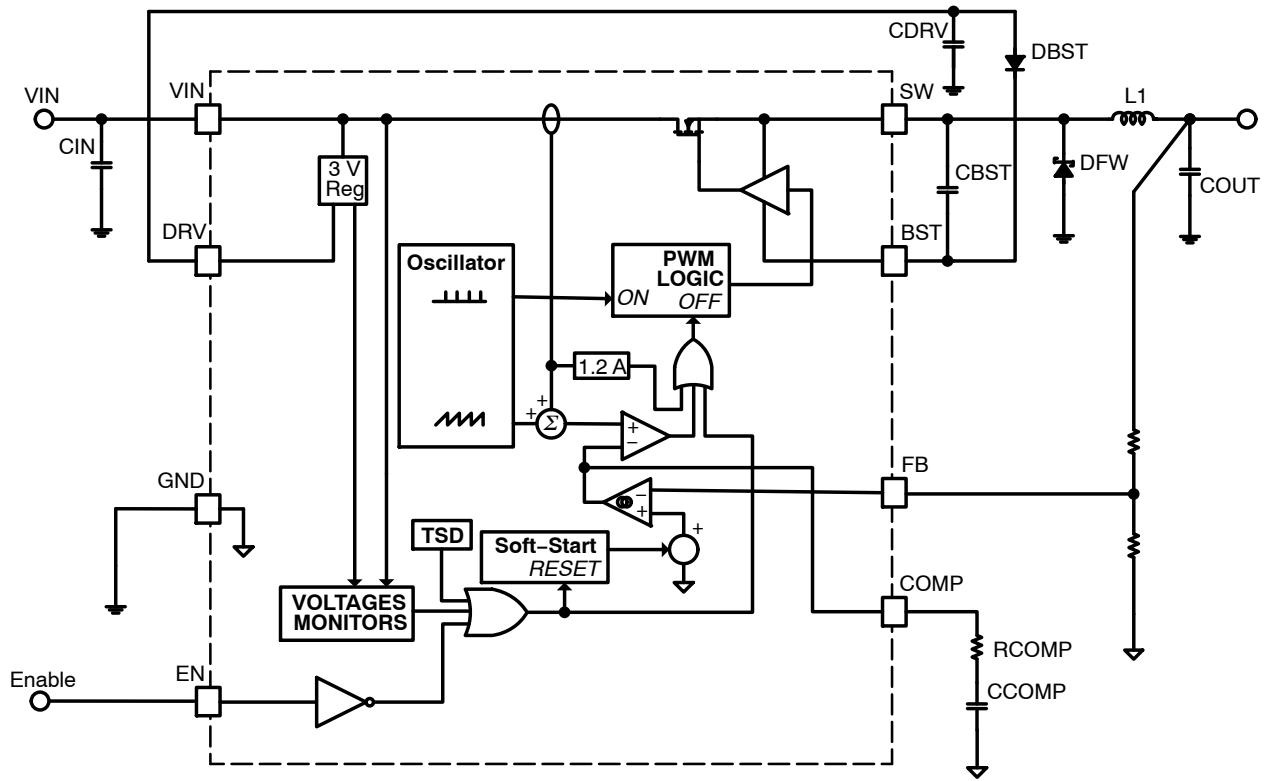 CDRV
DBST
VIN
VIN
SW
L1
CIN
3 V
Reg
CBST
DFW
COUT
DRV
BST
Oscillator
PWM
LOGIC
ON
OFF
1.2 A
+
+
Σ
+
−
FB
GND
−
+
+
TSD
Soft−Start
RESET
COMP
VOLTAGES
MONITORS
RCOMP
Enable
EN
CCOMP